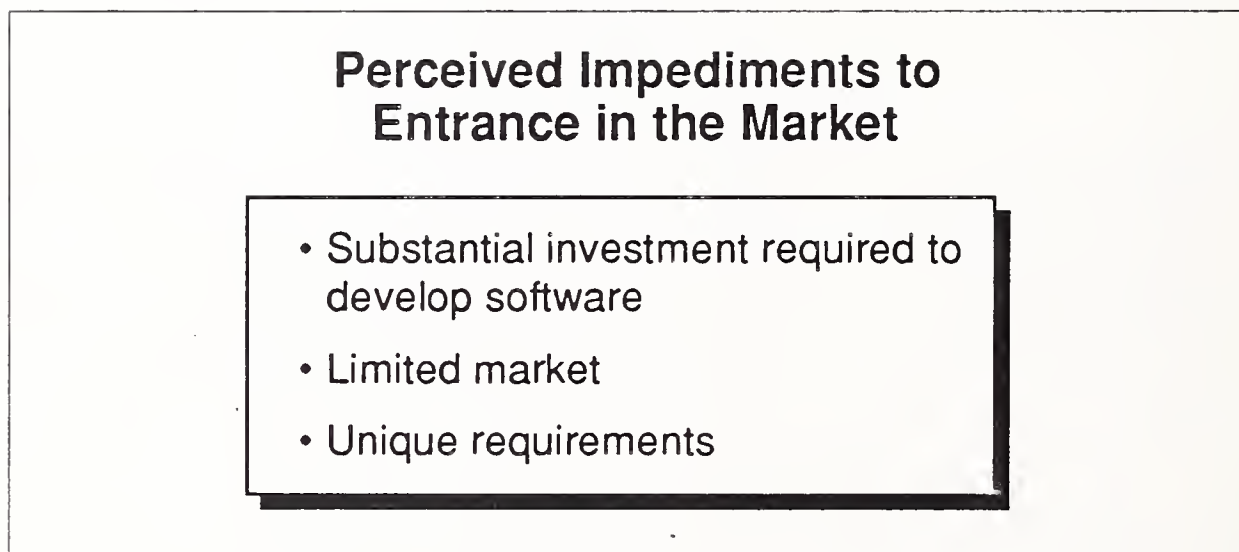 Perceived Impediments to
Entrance in the Market
• Substantial investment required to
develop software
• Limited market
• Unique requirements